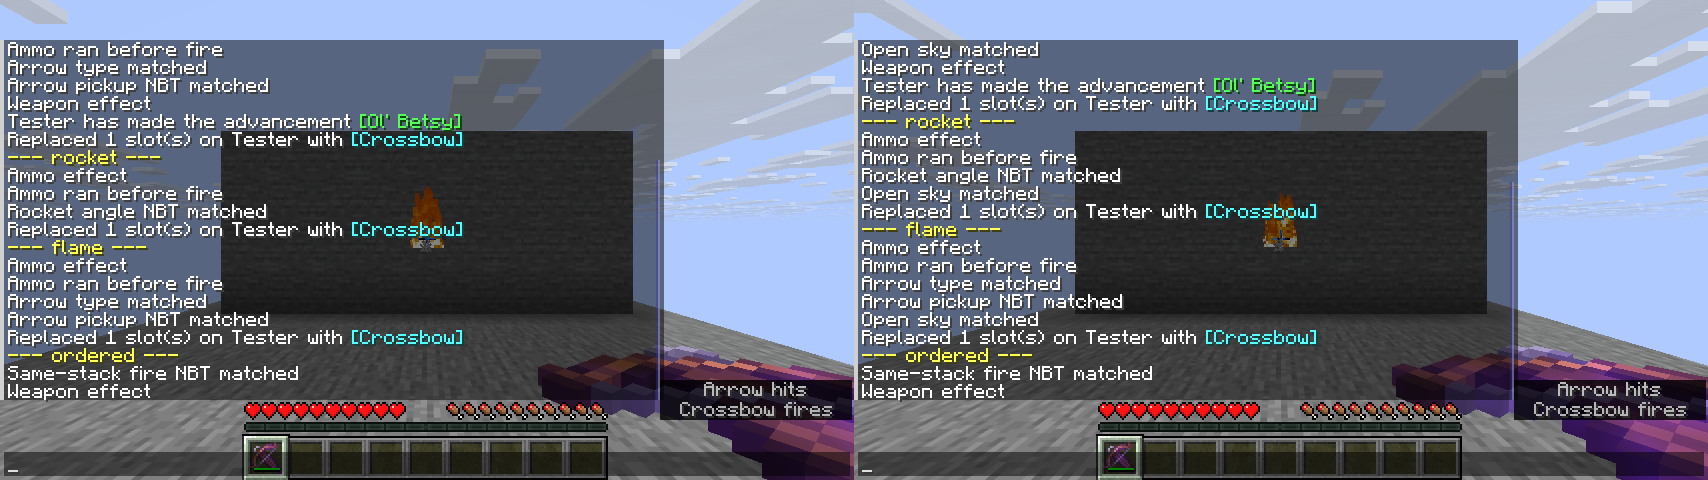 Ammo ran before fire
Arrow type matched
Arrow pickup NBT matched
Weapon effect
Tester has made the advancement [Ol' Betsy]
Replaced 1 slot(s) on Tester with [Crossbow]
--- rocket ---
Ammo effect
Ammo ran before fire
Rocket angle NBT matched
Replaced 1 slot(s) on Tester with [Crossbow]
--- flame ---
Ammo effect
Ammo ran before fire
Arrow type matched
Arrow pickup NBT matched
Replaced 1 slot(s) on Tester with [Crossbow]
--- ordered ---
Same-stack fire NBT matched
Weapon effect
Arrow hits
Crossbow fires
_
Open sky matched
Weapon effect
Tester has made the advancement [Ol' Betsy]
Replaced 1 slot(s) on Tester with [Crossbow]
--- rocket ---
Ammo effect
Ammo ran before fire
Rocket angle NBT matched
Open sky matched
Replaced 1 slot(s) on Tester with [Crossbow]
--- flame ---
Ammo effect
Ammo ran before fire
Arrow type matched
Arrow pickup NBT matched
Open sky matched
Replaced 1 slot(s) on Tester with [Crossbow]
--- ordered ---
Same-stack fire NBT matched
Weapon effect
Arrow hits
Crossbow fires
_